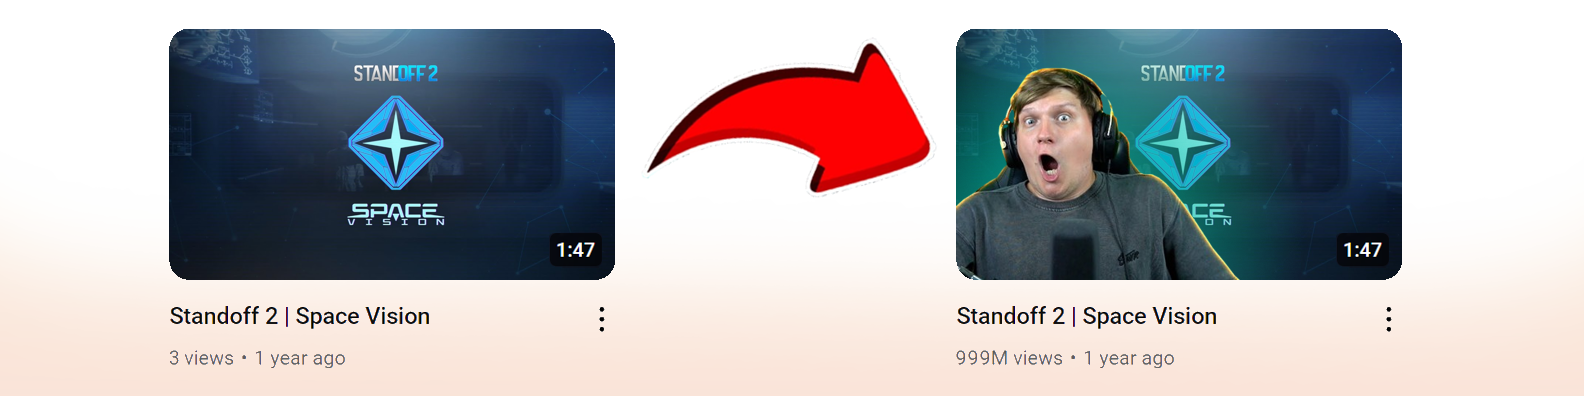 STANDOFF 2
SPACE
VISION
1:47
Standoff 2 | Space Vision
3 views • 1 year ago
STANDOFF 2
CE
ON
1:47
Standoff 2 | Space Vision
999M views • 1 year ago